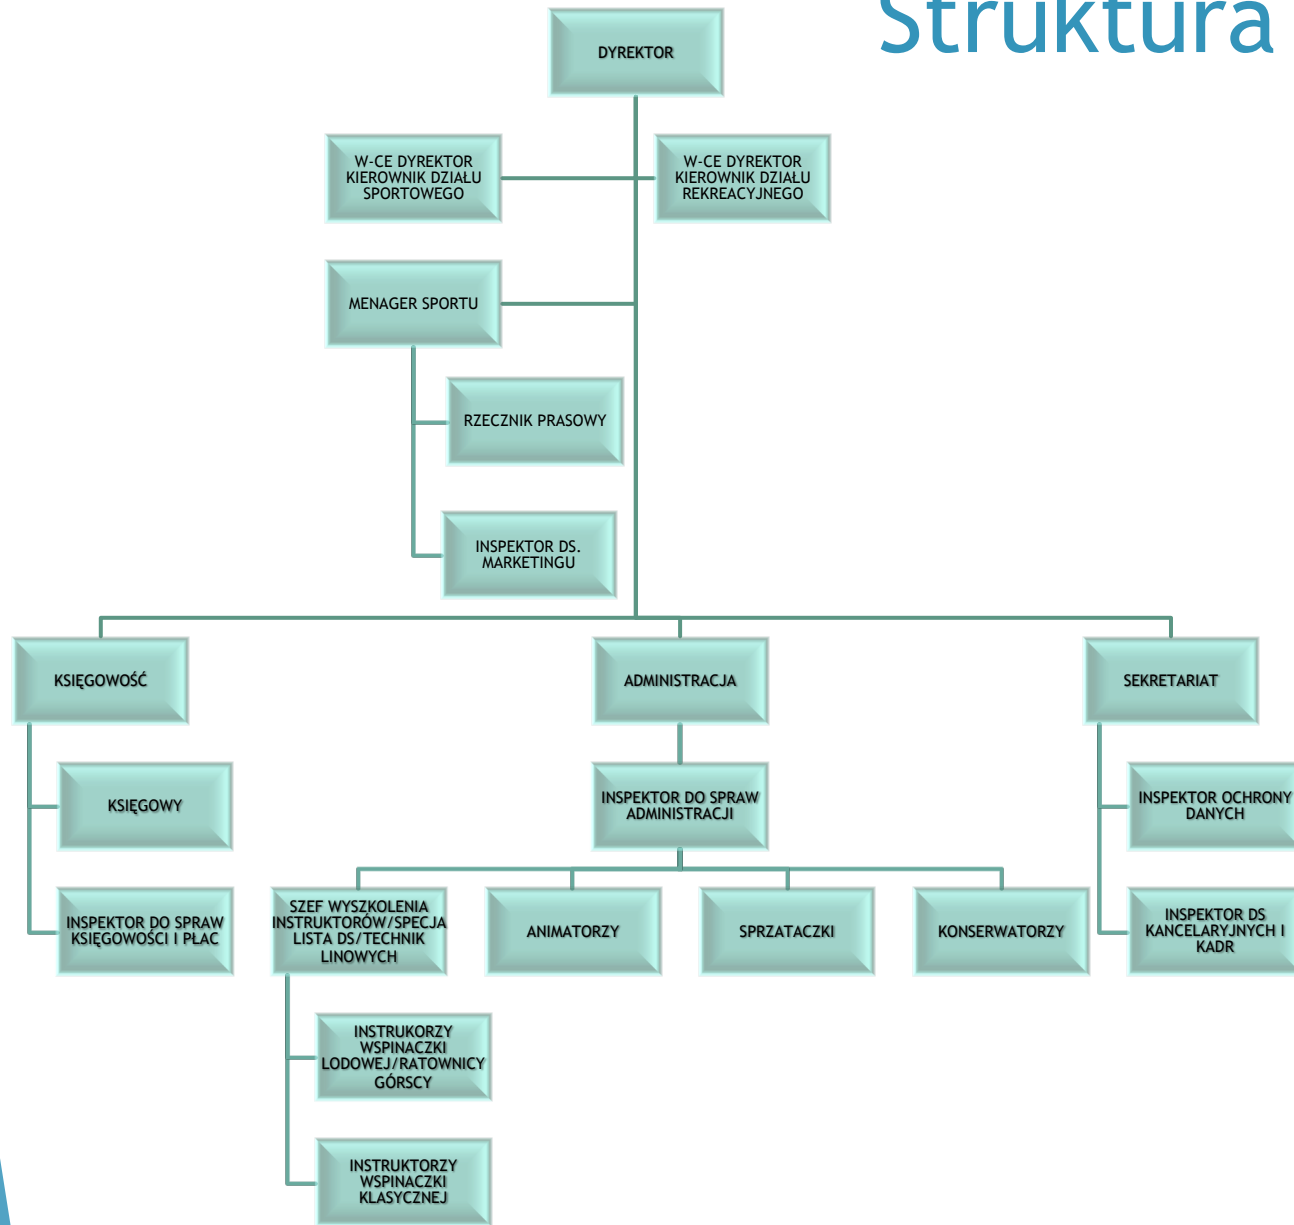 Struktura
DYREKTOR
W-CE DYREKTOR
KIEROWNIK DZIAŁU
SPORTOWEGO
W-CE DYREKTOR
KIEROWNIK DZIAŁU
REKREACYJNEGO
MENAGER SPORTU
RZECZNIK PRASOWY
INSPEKTOR DS.
MARKETINGU
KSIĘGOWOŚĆ
ADMINISTRACJA
SEKRETARIAT
KSIĘGOWY
INSPEKTOR DO SPRAW
ADMINISTRACJI
INSPEKTOR OCHRONY
DANYCH
INSPEKTOR DO SPRAW
KSIĘGOWOŚCI I PŁAC
SZEF WYSZKOLENIA
INSTRUKTORÓW/SPECJA
LISTA DS/TECHNIK
LINOWYCH
ANIMATORZY
SPRZATACZKI
KONSERWATORZY
INSPEKTOR DS
KANCELARYJNYCH I
KADR
INSTRUKORZY
WSPINACZKI
LODOWEJ/RATOWNICY
GÓRSCY
INSTRUKTORZY
WSPINACZKI
KLASYCZNEJ